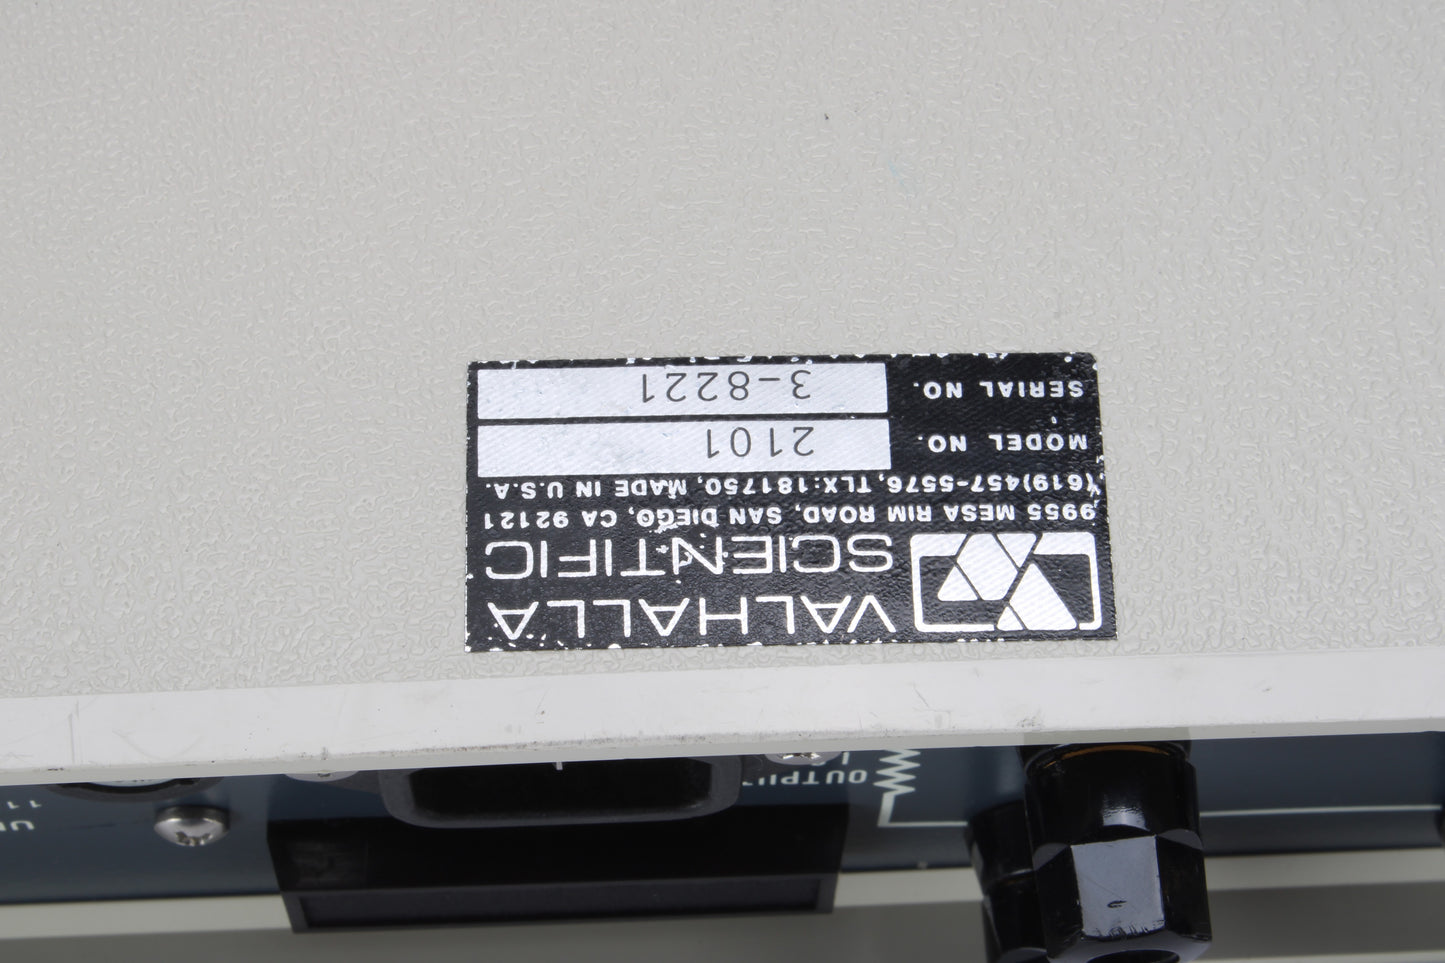 VALHALLA
SCIENTIFIC
9955 MESA RIM ROAD, SAN DIEGO, CA 92121
(619)457-5576, TLX:181750, MADE IN U.S.A.
MODEL NO. 2101
SERIAL NO. 3-8221